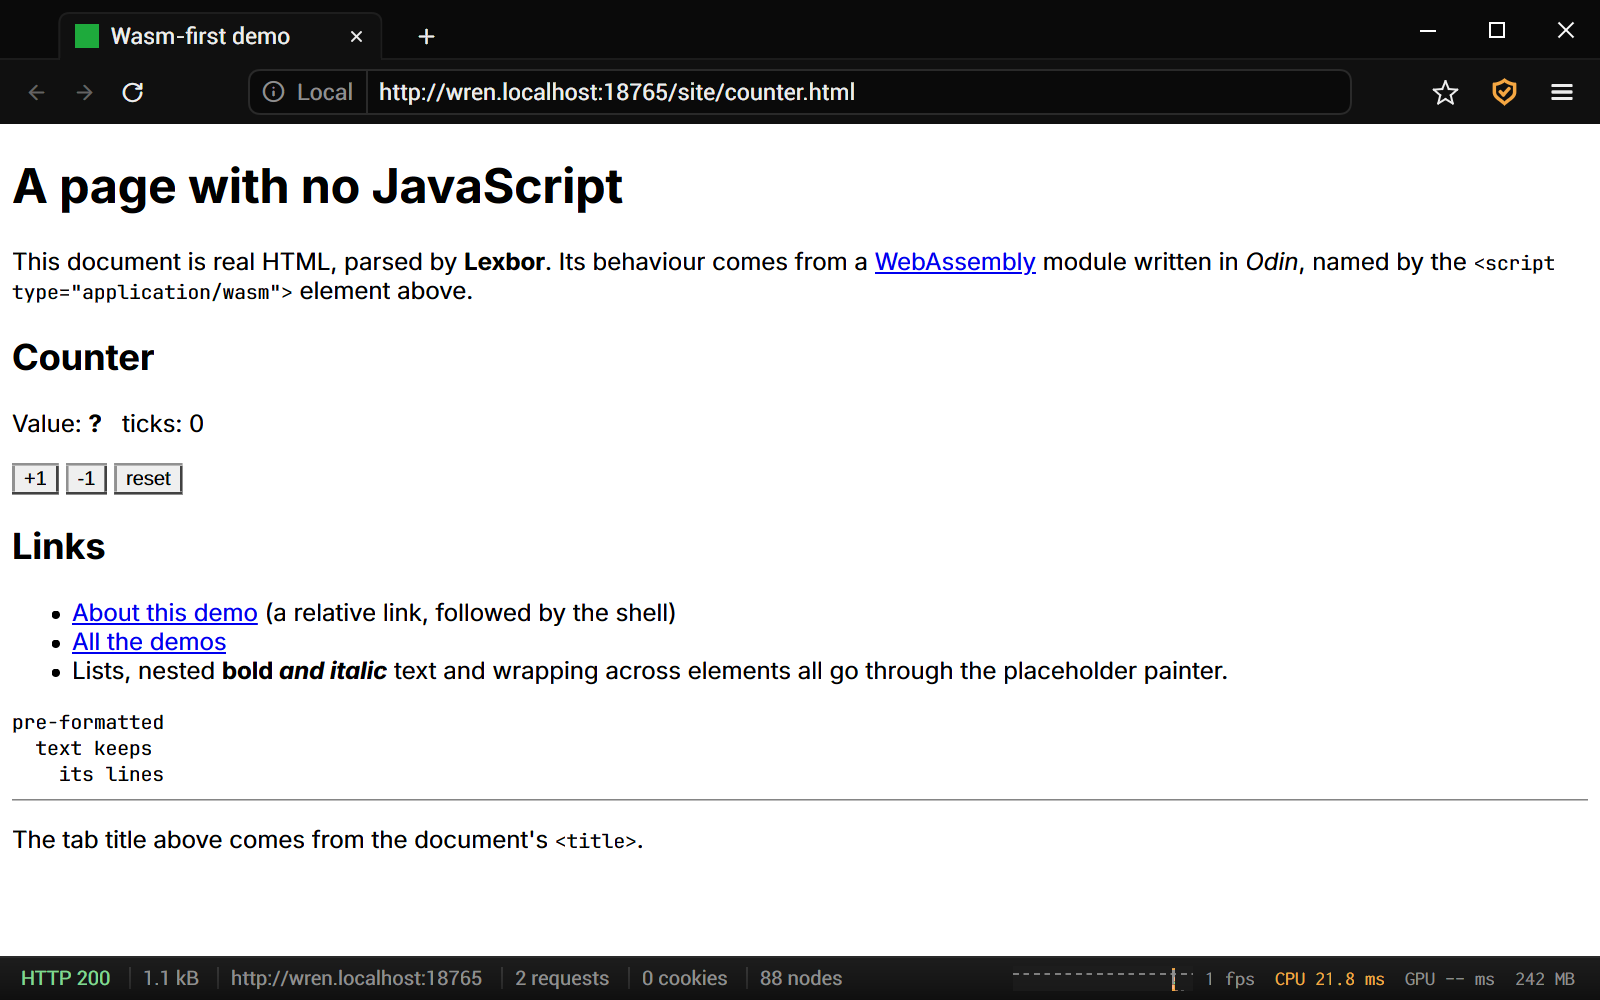 Wasm-first demo
Local http://wren.localhost:18765/site/counter.html
A page with no JavaScript
This document is real HTML, parsed by Lexbor. Its behaviour comes from a WebAssembly module written in Odin, named by the <script
type="application/wasm"> element above.
Counter
Value: ? ticks: 0
+1 -1 reset
Links
• About this demo (a relative link, followed by the shell)
• All the demos
• Lists, nested bold and italic text and wrapping across elements all go through the placeholder painter.
pre-formatted
  text keeps
    its lines
The tab title above comes from the document's <title>.
HTTP 200 1.1 kB http://wren.localhost:18765 2 requests 0 cookies 88 nodes 1 fps CPU 21.8 ms GPU -- ms 242 MB